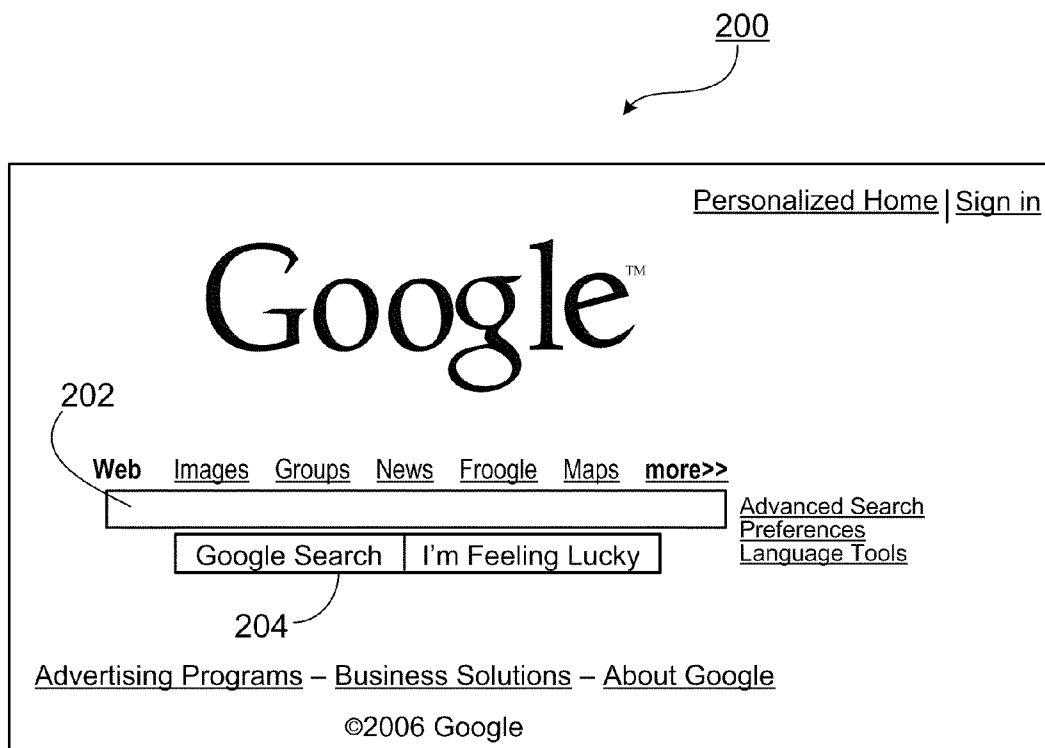 200
Personalized Home | Sign in
Google™
202
Web Images Groups News Froogle Maps more>>
Advanced Search
Preferences
Language Tools
Google Search I'm Feeling Lucky
204
Advertising Programs – Business Solutions – About Google
©2006 Google